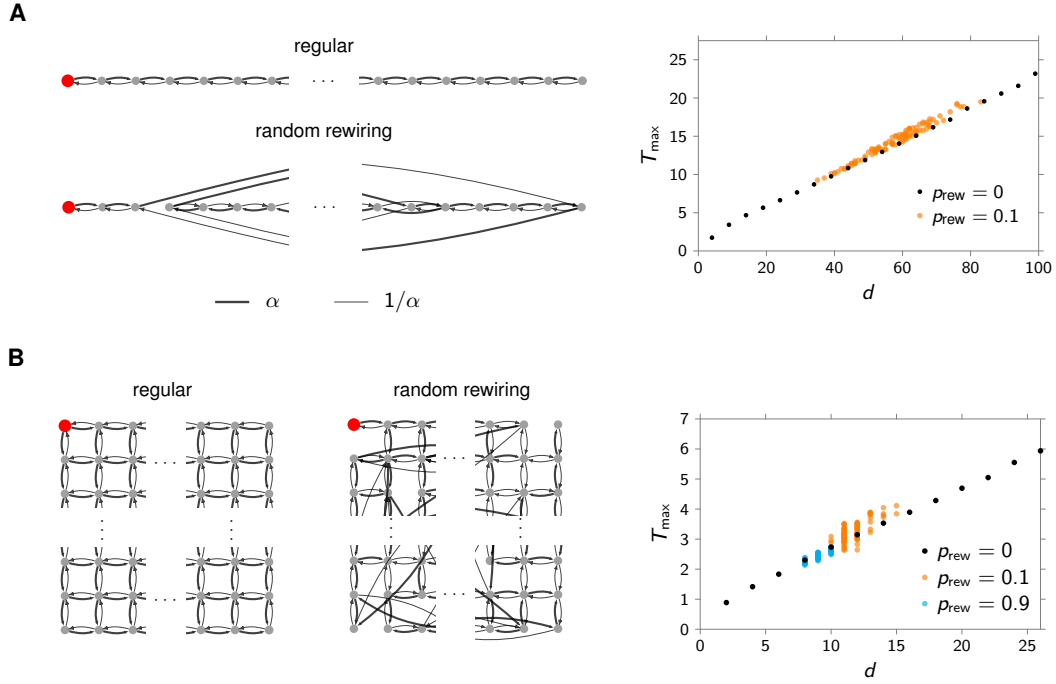 A
regular
. . .
random rewiring
. . .
α
1/α
25
20
15
10
5
0
T_max
p_rew = 0
p_rew = 0.1
0
20
40
60
80
100
d
B
regular
random rewiring
. . .
. . .
. . .
. . .
. . .
. . .
7
6
5
4
3
2
1
0
T_max
p_rew = 0
p_rew = 0.1
p_rew = 0.9
0
5
10
15
20
25
d